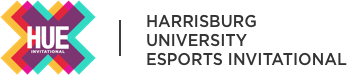 HUE
INVITATIONAL
HARRISBURG
UNIVERSITY
ESPORTS INVITATIONAL